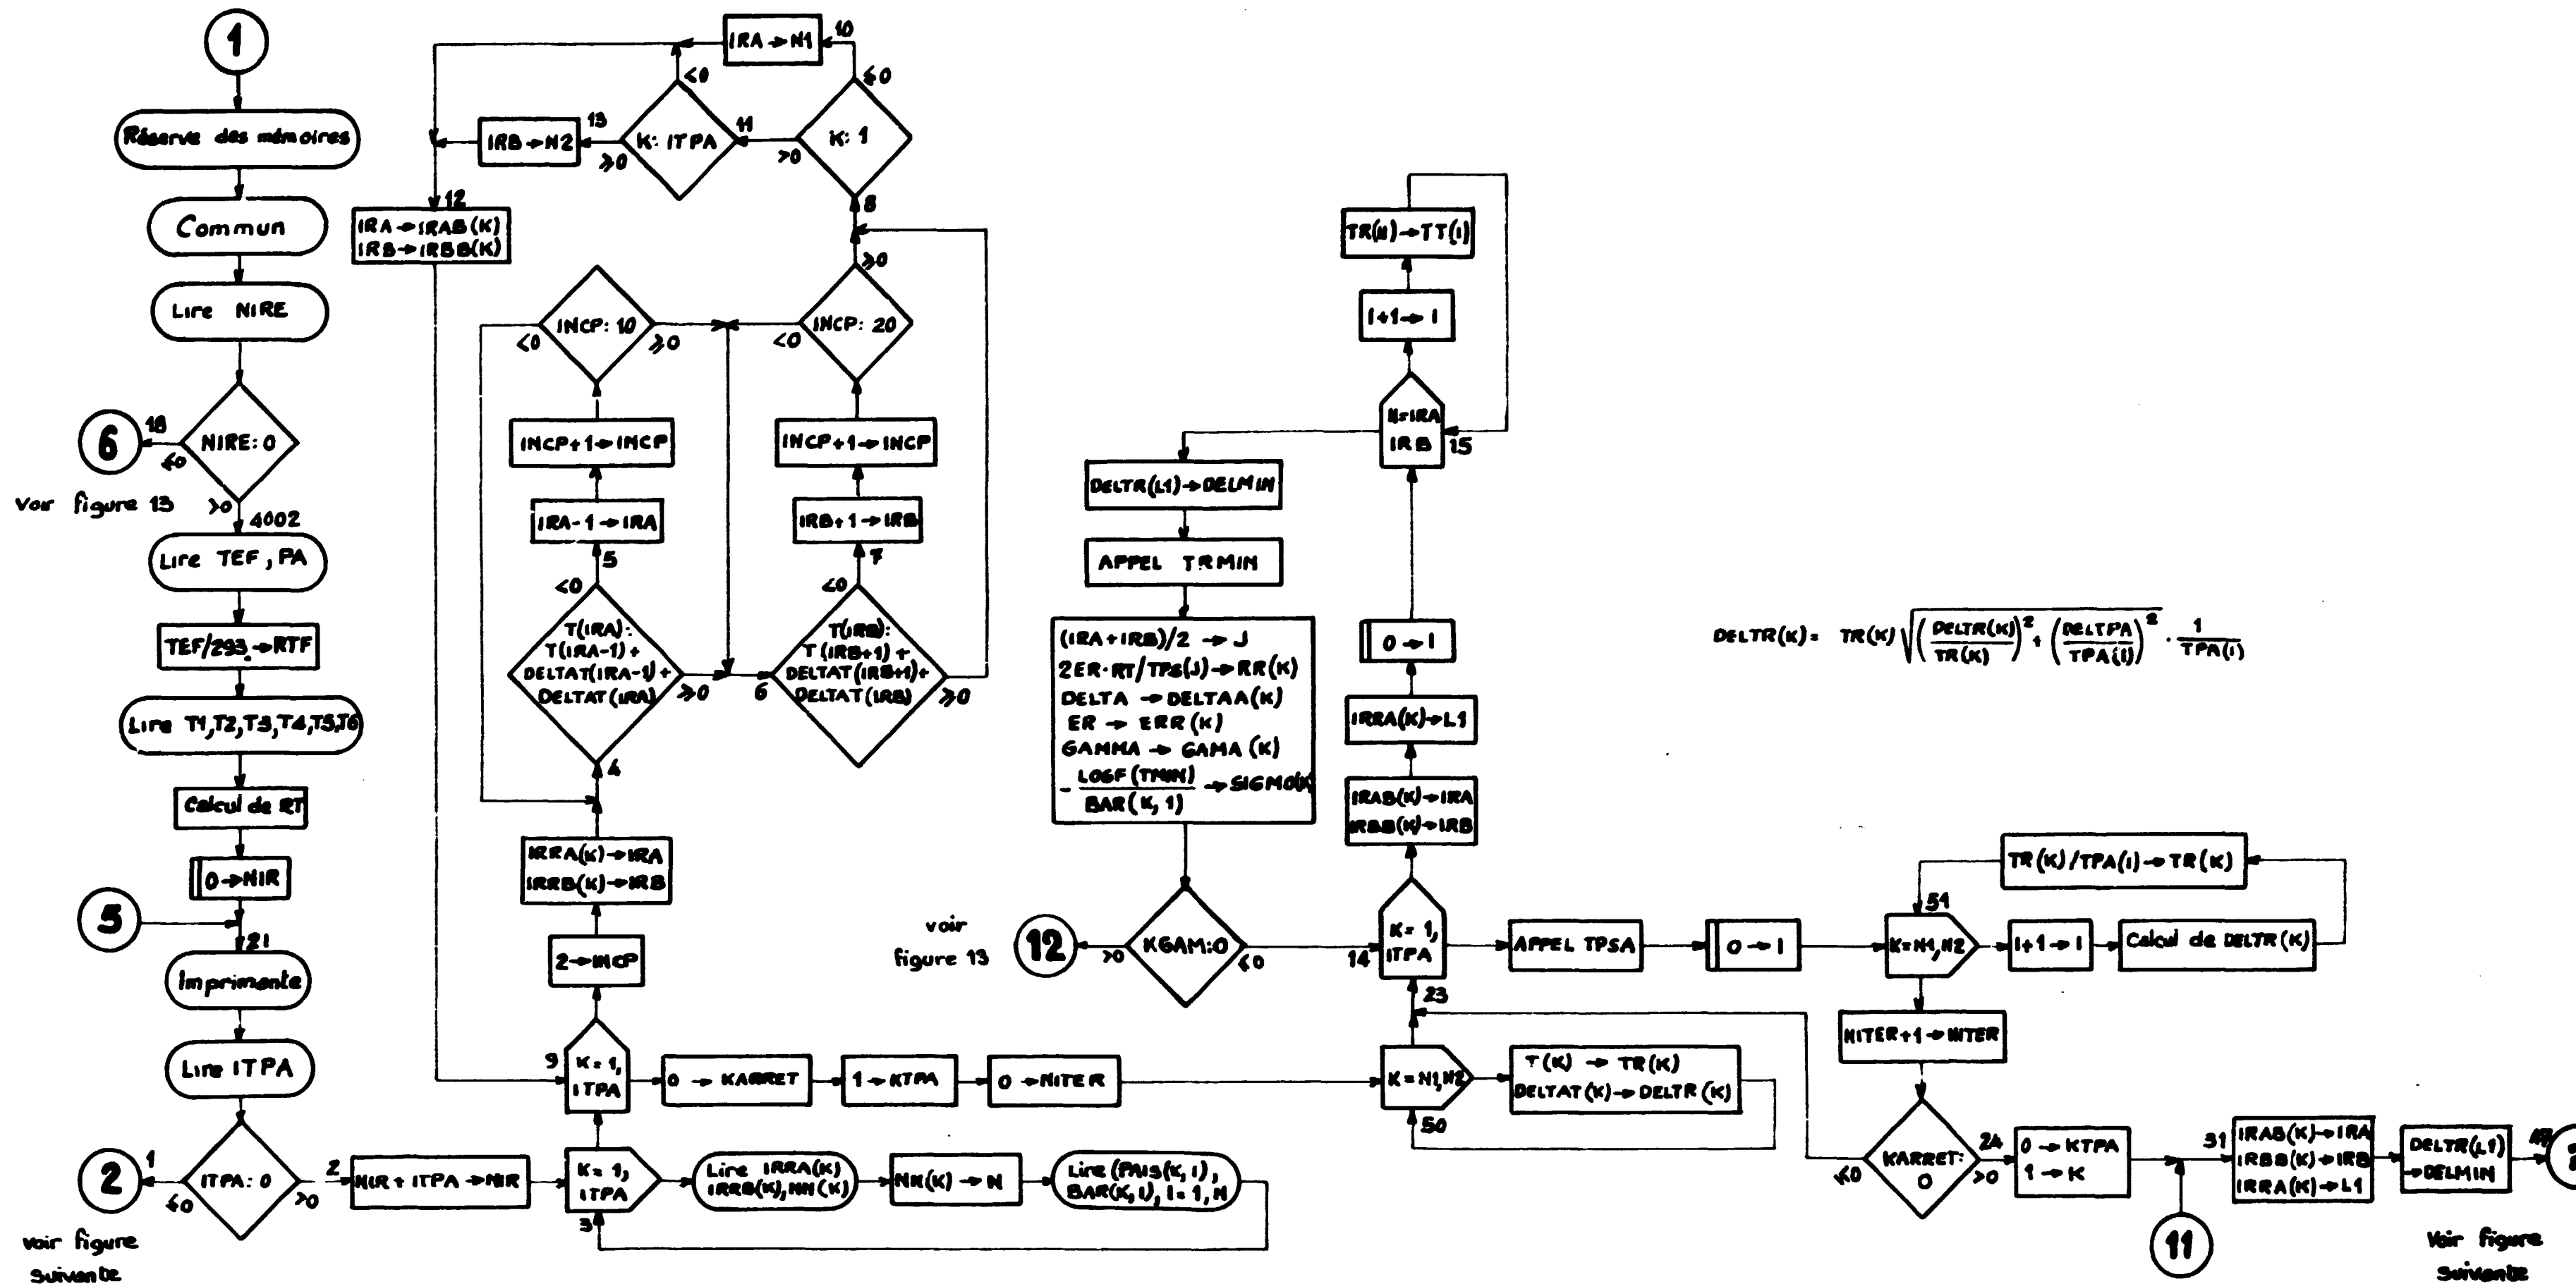 1
Réserve des mémoires
Commun
Lire NIRE
NIRE: 0
18
6
≤0
voir figure 13
>0
4002
Lire TEF, PA
TEF/293.→RTF
Lire T1,T2,T3,T4,T5,T6
Calcul de RT
0→NIR
5
21
Imprimante
Lire ITPA
ITPA: 0
1
2
≤0
voir figure
suivante
>0
2
NIR + ITPA → NIR
K= 1,
ITPA
3
Lire IRRA(K)
IRRB(K), NN(K)
NN(K) → N
Lire (PAIS(K,I),
BAR(K,I), I= 1, N
9
K= 1,
ITPA
2→INCP
IRRA(K)→IRA
IRRB(K)→IRB
4
T(IRA):
T(IRA-1)+
DELTAT(IRA-1)+
DELTAT(IRA)
<0
≥0
5
IRA-1→IRA
INCP+1→INCP
INCP: 10
<0
≥0
6
T(IRB):
T(IRB+1)+
DELTAT(IRB+1)+
DELTAT(IRB)
<0
≥0
7
IRB+1→IRB
INCP+1→INCP
INCP: 20
<0
≥0
8
K: 1
≤0
>0
10
IRA→N1
11
K: ITPA
<0
≥0
13
IRB→N2
12
IRA→IRAB(K)
IRB→IRBB(K)
0 → KARRET
1→KTPA
0→NITER
K=N1,N2
50
T(K) → TR(K)
DELTAT(K)→DELTR(K)
23
14
K= 1,
ITPA
IRAB(K)→IRA
IRBB(K)→IRB
IRRA(K)→L1
0→I
N=IRA
IRB
15
I+1→I
TR(N)→TT(I)
DELTR(L1)→DELMIN
APPEL TRMIN
(IRA+IRB)/2 → J
2ER·RT/TPS(J)→RR(K)
DELTA → DELTAA(K)
ER → ERR(K)
GAMMA → GAMA(K)
- LOGF(TMIN) / BAR(K,1) → SIGMO(K)
KGAM:0
>0
≤0
12
voir
figure 13
APPEL TPSA
0→I
51
K=N1,N2
I+1→I
Calcul de DELTR(K)
TR(K)/TPA(I)→TR(K)
DELTR(K)= TR(K) √((DELTR(K)/TR(K))² + (DELTPA/TPA(I))²) · 1/TPA(I)
NITER+1→NITER
KARRET:
0
≤0
>0
24
0→KTPA
1→K
11
31
IRAB(K)→IRA
IRBB(K)→IRB
IRRA(K)→L1
DELTR(L1)
→DELMIN
Voir figure
suivante